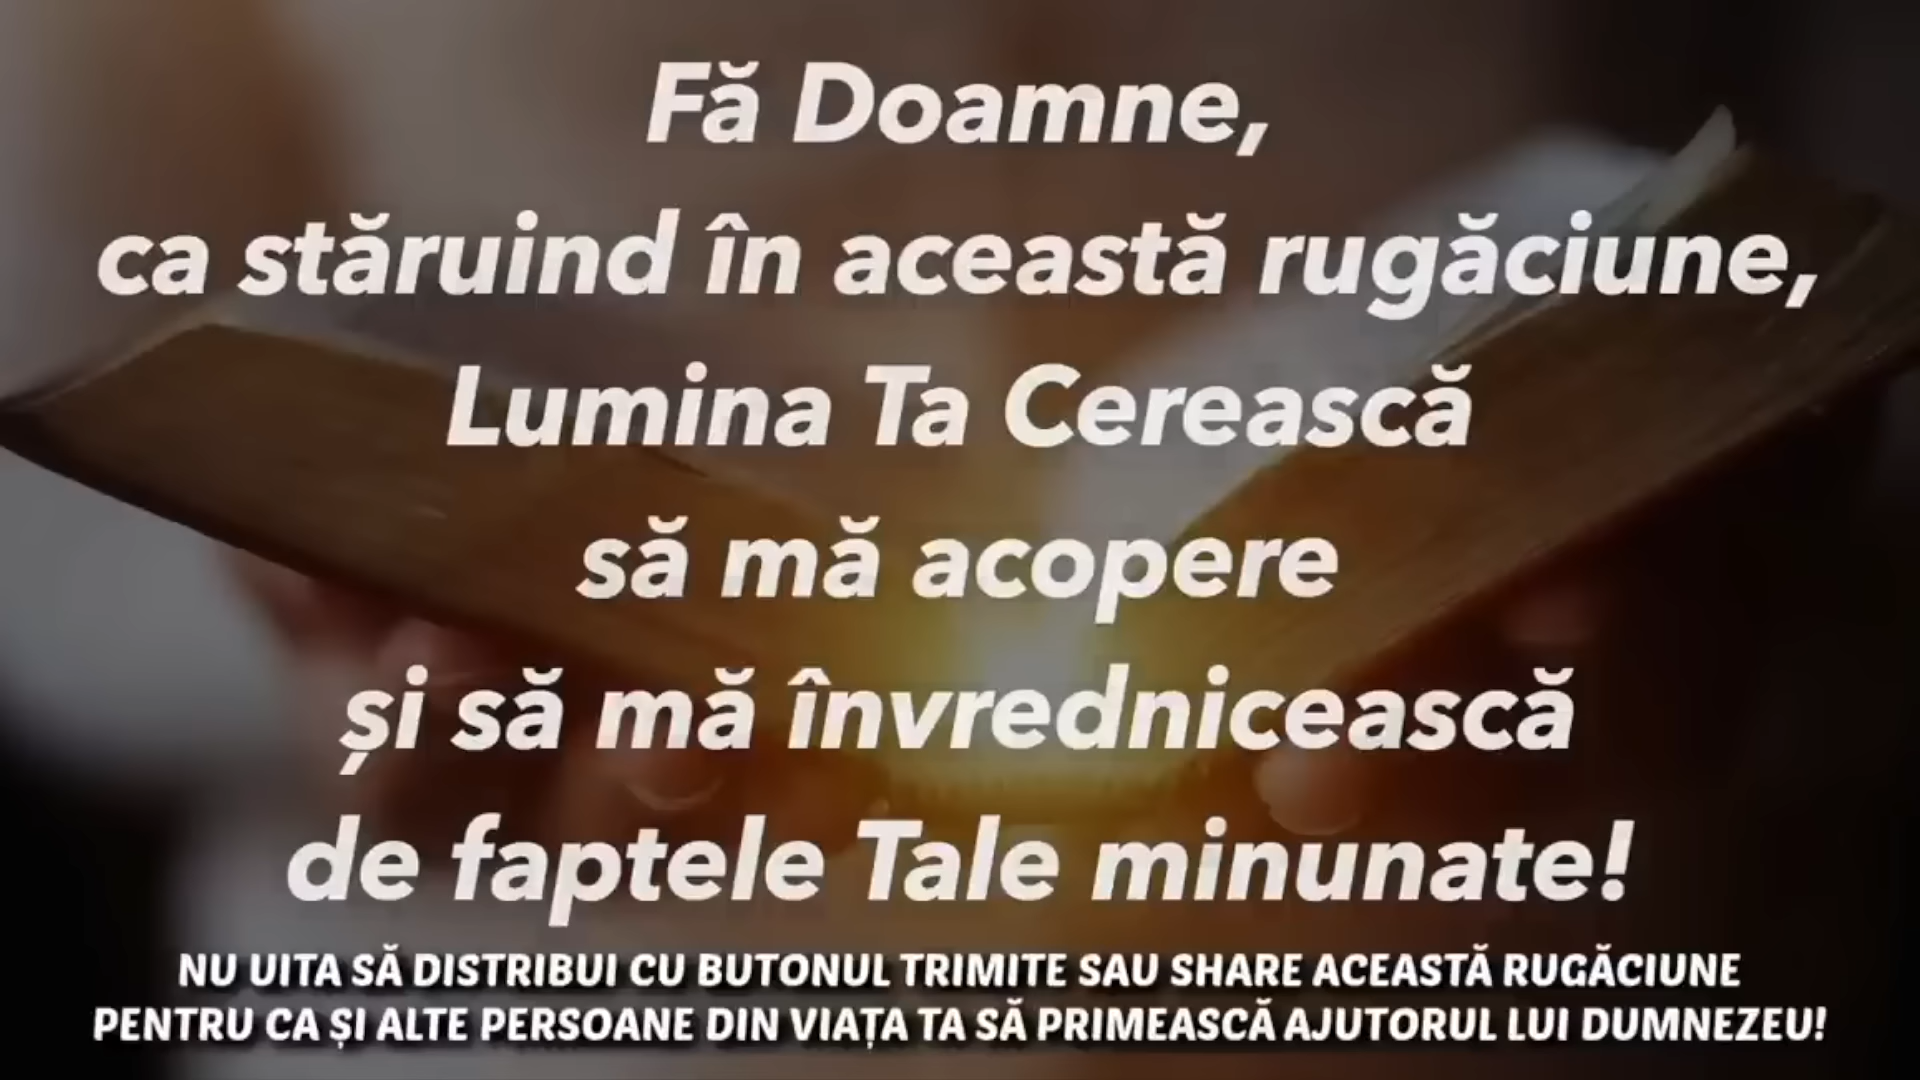 Fă Doamne,
ca stăruind în această rugăciune,
Lumina Ta Cerească
să mă acopere
și să mă învrednicească
de faptele Tale minunate!
NU UITA SĂ DISTRIBUI CU BUTONUL TRIMITE SAU SHARE ACEASTĂ RUGĂCIUNE
PENTRU CA ȘI ALTE PERSOANE DIN VIAȚA TA SĂ PRIMEASCĂ AJUTORUL LUI DUMNEZEU!